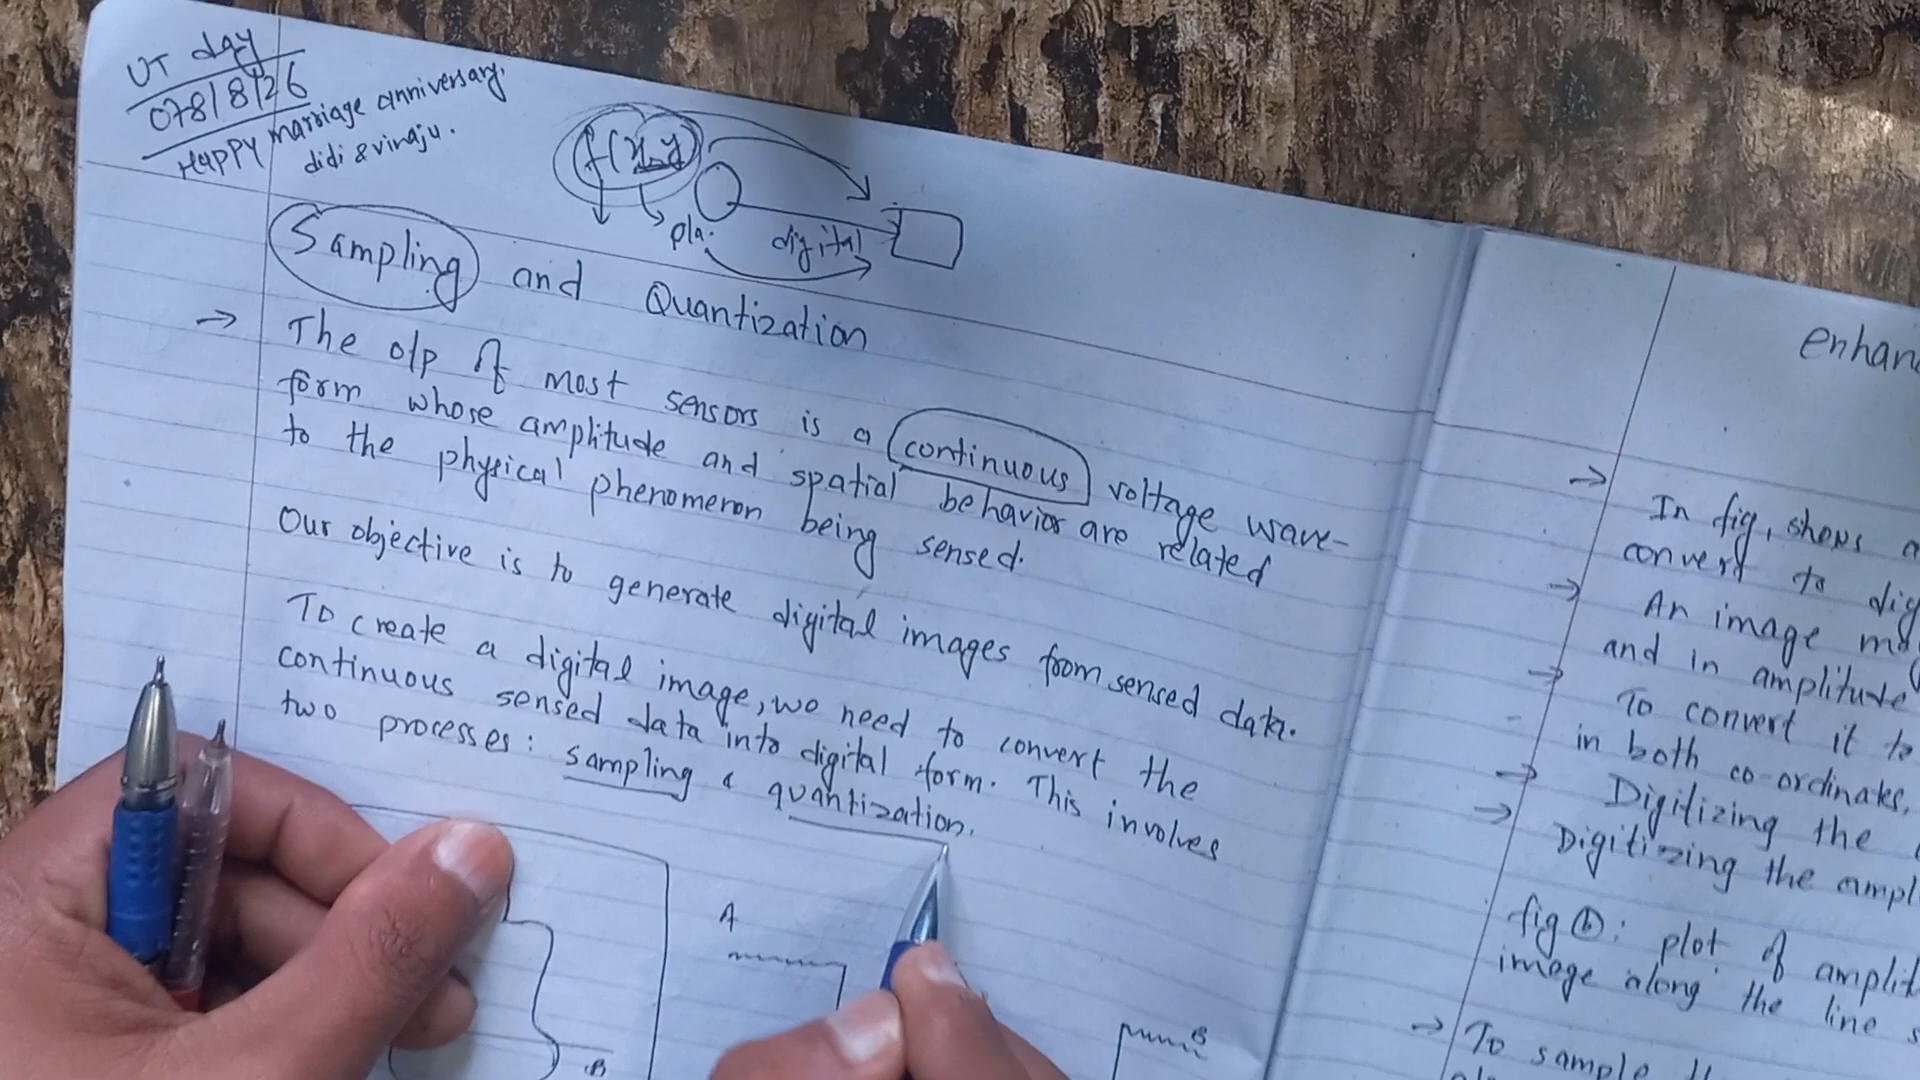 UT day
078/8/26
Happy marriage anniversary.
didi & vinaju.
f(x,y)
pla.
digital
Sampling and Quantization
→ The o/p of most sensors is a continuous voltage wave-
form whose amplitude and spatial behavior are related
to the physical phenomenon being sensed.
Our objective is to generate digital images from sensed data.
To create a digital image, we need to convert the
continuous sensed data into digital form. This involves
two processes: sampling & quantization.
A
B
B
enhan
→ In fig, shows a
convert to dig
→ An image ma
and in amplitude
→ To convert it to
in both co-ordinates,
→ Digitizing the
→ Digitizing the ampl
fig b: plot of amplit
image along the line s
→ To sample